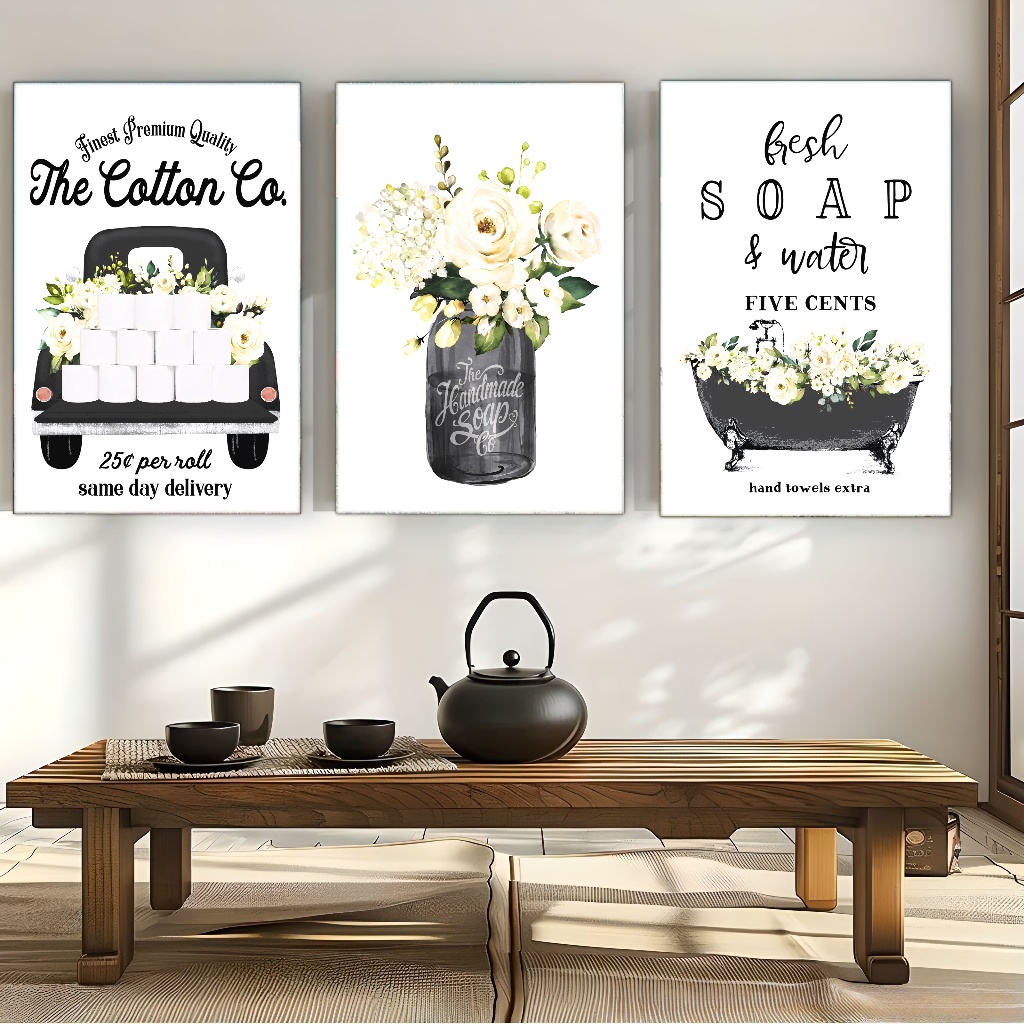 Finest Premium Quality
The Cotton Co.
25¢ per roll
same day delivery
The
Handmade
Soap
Co
fresh
SOAP
& water
FIVE CENTS
hand towels extra